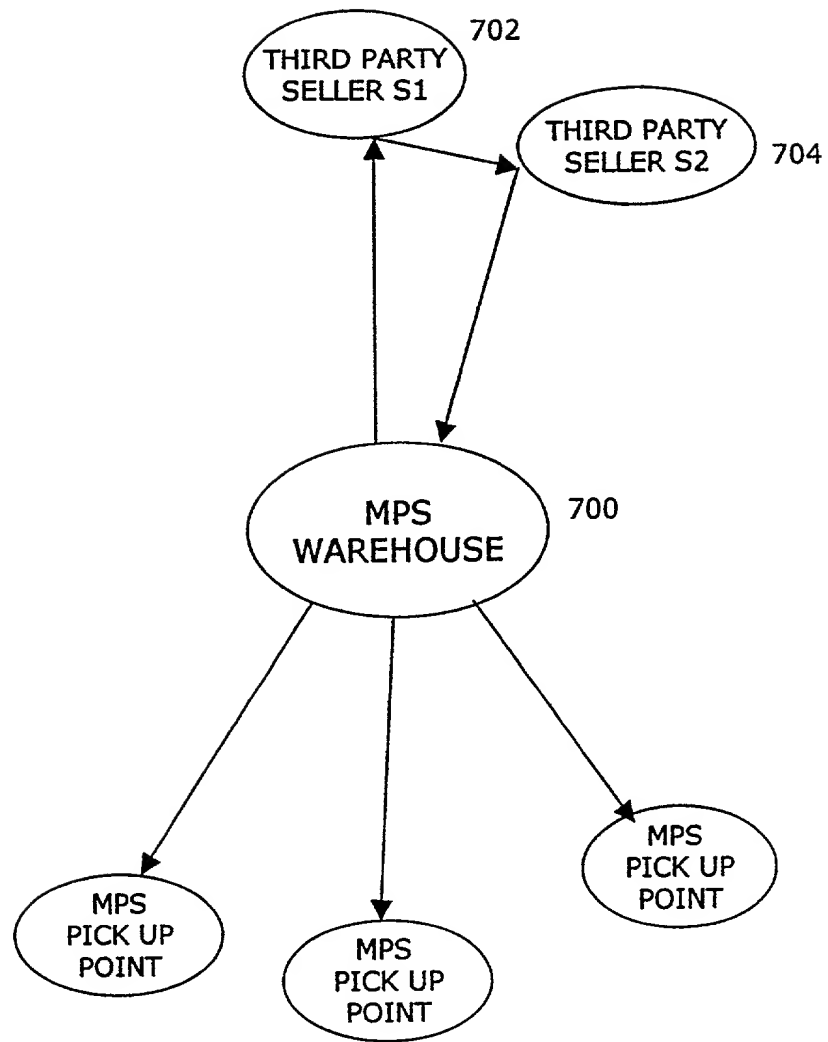 702
THIRD PARTY
SELLER S1
THIRD PARTY
SELLER S2
704
MPS
WAREHOUSE
700
MPS
PICK UP
POINT
MPS
PICK UP
POINT
MPS
PICK UP
POINT